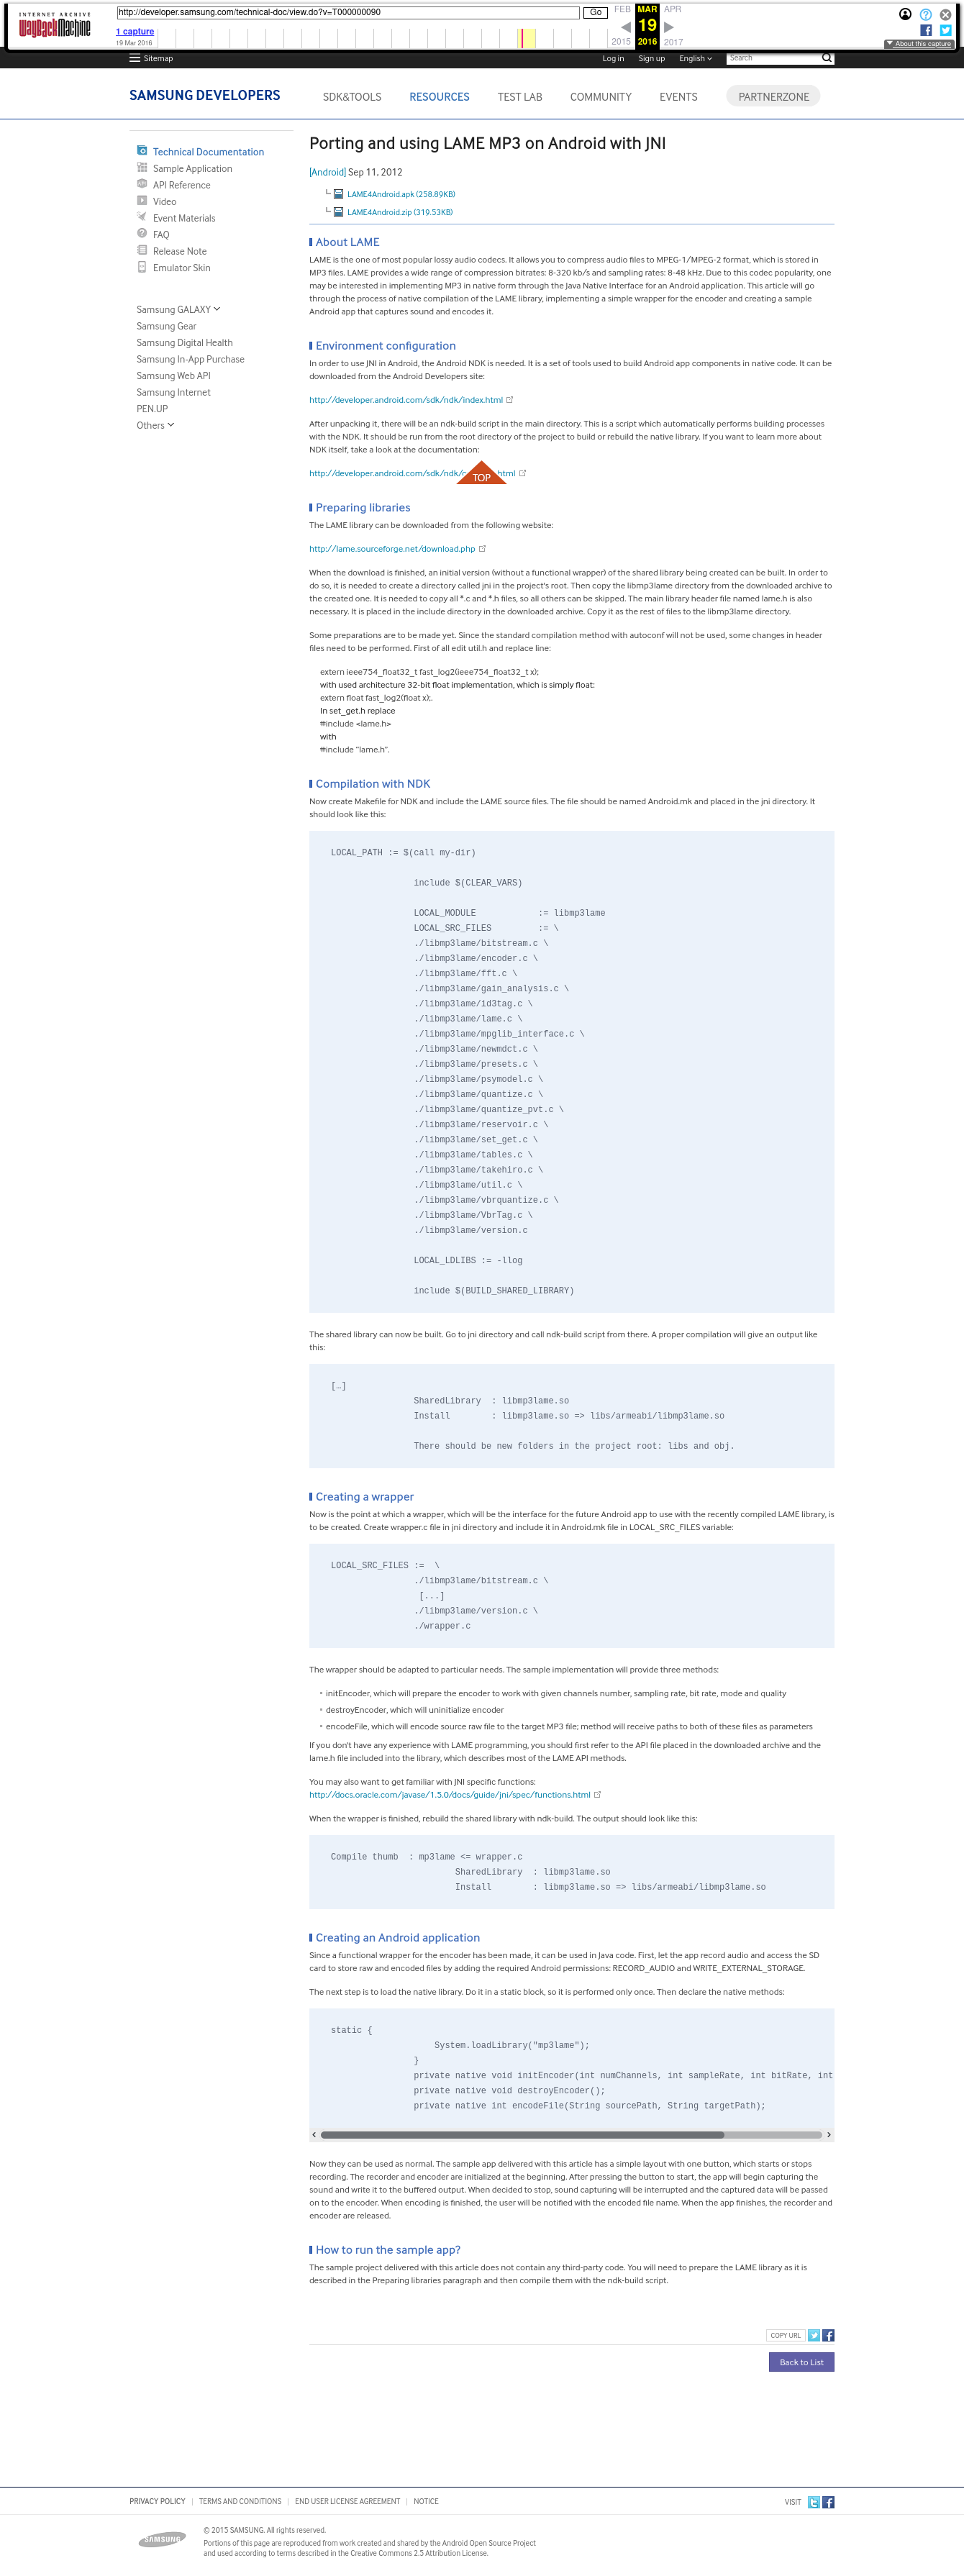 INTERNET ARCHIVE
WayBackMachine
http://developer.samsung.com/technical-doc/view.do?v=T000000090
Go
FEB MAR APR
1 capture
19
19 Mar 2016
2015 2016 2017
About this capture
Sitemap
Log in Sign up English Search
SAMSUNG DEVELOPERS
SDK&TOOLS RESOURCES TEST LAB COMMUNITY EVENTS PARTNERZONE
Technical Documentation
Sample Application
API Reference
Video
Event Materials
FAQ
Release Note
Emulator Skin
Samsung GALAXY
Samsung Gear
Samsung Digital Health
Samsung In-App Purchase
Samsung Web API
Samsung Internet
PEN.UP
Others
Porting and using LAME MP3 on Android with JNI
[Android] Sep 11, 2012
LAME4Android.apk (258.89KB)
LAME4Android.zip (319.53KB)
About LAME
LAME is the one of most popular lossy audio codecs. It allows you to compress audio files to MPEG-1/MPEG-2 format, which is stored in
MP3 files. LAME provides a wide range of compression bitrates: 8-320 kb/s and sampling rates: 8-48 kHz. Due to this codec popularity, one
may be interested in implementing MP3 in native form through the Java Native Interface for an Android application. This article will go
through the process of native compilation of the LAME library, implementing a simple wrapper for the encoder and creating a sample
Android app that captures sound and encodes it.
Environment configuration
In order to use JNI in Android, the Android NDK is needed. It is a set of tools used to build Android app components in native code. It can be
downloaded from the Android Developers site:
http://developer.android.com/sdk/ndk/index.html
After unpacking it, there will be an ndk-build script in the main directory. This is a script which automatically performs building processes
with the NDK. It should be run from the root directory of the project to build or rebuild the native library. If you want to learn more about
NDK itself, take a look at the documentation:
http://developer.android.com/sdk/ndk/ .html
TOP
Preparing libraries
The LAME library can be downloaded from the following website:
http://lame.sourceforge.net/download.php
When the download is finished, an initial version (without a functional wrapper) of the shared library being created can be built. In order to
do so, it is needed to create a directory called jni in the project's root. Then copy the libmp3lame directory from the downloaded archive to
the created one. It is needed to copy all *.c and *.h files, so all others can be skipped. The main library header file named lame.h is also
necessary. It is placed in the include directory in the downloaded archive. Copy it as the rest of files to the libmp3lame directory.
Some preparations are to be made yet. Since the standard compilation method with autoconf will not be used, some changes in header
files need to be performed. First of all edit util.h and replace line:
extern ieee754_float32_t fast_log2(ieee754_float32_t x);
with used architecture 32-bit float implementation, which is simply float:
extern float fast_log2(float x);.
In set_get.h replace
#include <lame.h>
with
#include "lame.h".
Compilation with NDK
Now create Makefile for NDK and include the LAME source files. The file should be named Android.mk and placed in the jni directory. It
should look like this:
LOCAL_PATH := $(call my-dir)
include $(CLEAR_VARS)
LOCAL_MODULE := libmp3lame
LOCAL_SRC_FILES := \
./libmp3lame/bitstream.c \
./libmp3lame/encoder.c \
./libmp3lame/fft.c \
./libmp3lame/gain_analysis.c \
./libmp3lame/id3tag.c \
./libmp3lame/lame.c \
./libmp3lame/mpglib_interface.c \
./libmp3lame/newmdct.c \
./libmp3lame/presets.c \
./libmp3lame/psymodel.c \
./libmp3lame/quantize.c \
./libmp3lame/quantize_pvt.c \
./libmp3lame/reservoir.c \
./libmp3lame/set_get.c \
./libmp3lame/tables.c \
./libmp3lame/takehiro.c \
./libmp3lame/util.c \
./libmp3lame/vbrquantize.c \
./libmp3lame/VbrTag.c \
./libmp3lame/version.c
LOCAL_LDLIBS := -llog
include $(BUILD_SHARED_LIBRARY)
The shared library can now be built. Go to jni directory and call ndk-build script from there. A proper compilation will give an output like
this:
[…]
SharedLibrary : libmp3lame.so
Install : libmp3lame.so => libs/armeabi/libmp3lame.so
There should be new folders in the project root: libs and obj.
Creating a wrapper
Now is the point at which a wrapper, which will be the interface for the future Android app to use with the recently compiled LAME library, is
to be created. Create wrapper.c file in jni directory and include it in Android.mk file in LOCAL_SRC_FILES variable:
LOCAL_SRC_FILES := \
./libmp3lame/bitstream.c \
[...]
./libmp3lame/version.c \
./wrapper.c
The wrapper should be adapted to particular needs. The sample implementation will provide three methods:
• initEncoder, which will prepare the encoder to work with given channels number, sampling rate, bit rate, mode and quality
• destroyEncoder, which will uninitialize encoder
• encodeFile, which will encode source raw file to the target MP3 file; method will receive paths to both of these files as parameters
If you don't have any experience with LAME programming, you should first refer to the API file placed in the downloaded archive and the
lame.h file included into the library, which describes most of the LAME API methods.
You may also want to get familiar with JNI specific functions:
http://docs.oracle.com/javase/1.5.0/docs/guide/jni/spec/functions.html
When the wrapper is finished, rebuild the shared library with ndk-build. The output should look like this:
Compile thumb : mp3lame <= wrapper.c
SharedLibrary : libmp3lame.so
Install : libmp3lame.so => libs/armeabi/libmp3lame.so
Creating an Android application
Since a functional wrapper for the encoder has been made, it can be used in Java code. First, let the app record audio and access the SD
card to store raw and encoded files by adding the required Android permissions: RECORD_AUDIO and WRITE_EXTERNAL_STORAGE.
The next step is to load the native library. Do it in a static block, so it is performed only once. Then declare the native methods:
static {
System.loadLibrary("mp3lame");
}
private native void initEncoder(int numChannels, int sampleRate, int bitRate, int
private native void destroyEncoder();
private native int encodeFile(String sourcePath, String targetPath);
Now they can be used as normal. The sample app delivered with this article has a simple layout with one button, which starts or stops
recording. The recorder and encoder are initialized at the beginning. After pressing the button to start, the app will begin capturing the
sound and write it to the buffered output. When decided to stop, sound capturing will be interrupted and the captured data will be passed
on to the encoder. When encoding is finished, the user will be notified with the encoded file name. When the app finishes, the recorder and
encoder are released.
How to run the sample app?
The sample project delivered with this article does not contain any third-party code. You will need to prepare the LAME library as it is
described in the Preparing libraries paragraph and then compile them with the ndk-build script.
COPY URL
Back to List
PRIVACY POLICY | TERMS AND CONDITIONS | END USER LICENSE AGREEMENT | NOTICE
VISIT
SAMSUNG
© 2015 SAMSUNG. All rights reserved.
Portions of this page are reproduced from work created and shared by the Android Open Source Project
and used according to terms described in the Creative Commons 2.5 Attribution License.